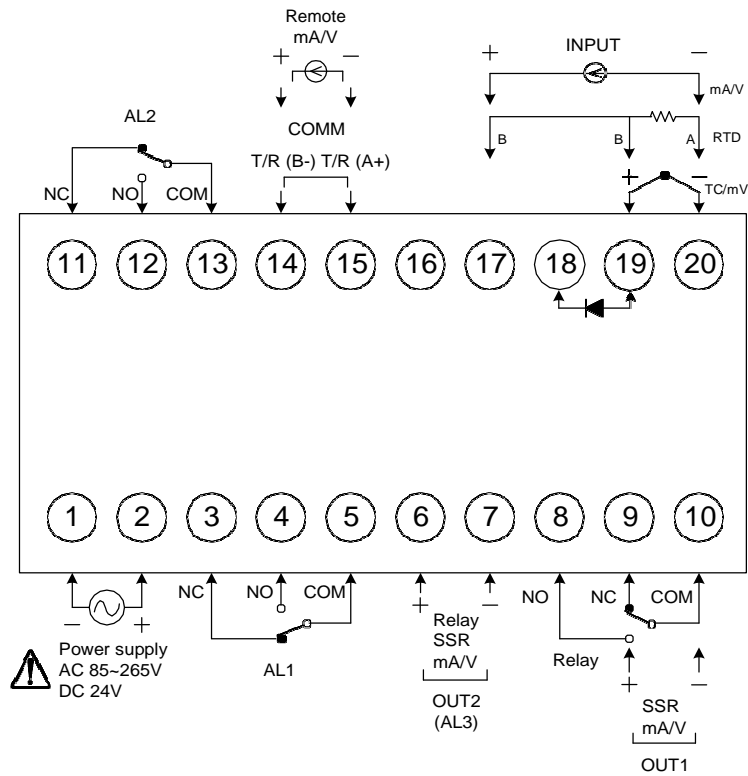 Remote
mA/V
+ −
INPUT
+ −
mA/V
AL2
COMM
B B A RTD
T/R (B-) T/R (A+)
+ − TC/mV
NC NO COM
11 12 13 14 15 16 17 18 19 20
1 2 3 4 5 6 7 8 9 10
NC NO COM
NO NC COM
− +
+ −
Power supply
AC 85~265V
DC 24V
AL1
Relay
SSR
mA/V
OUT2
(AL3)
Relay
+ −
SSR
mA/V
OUT1